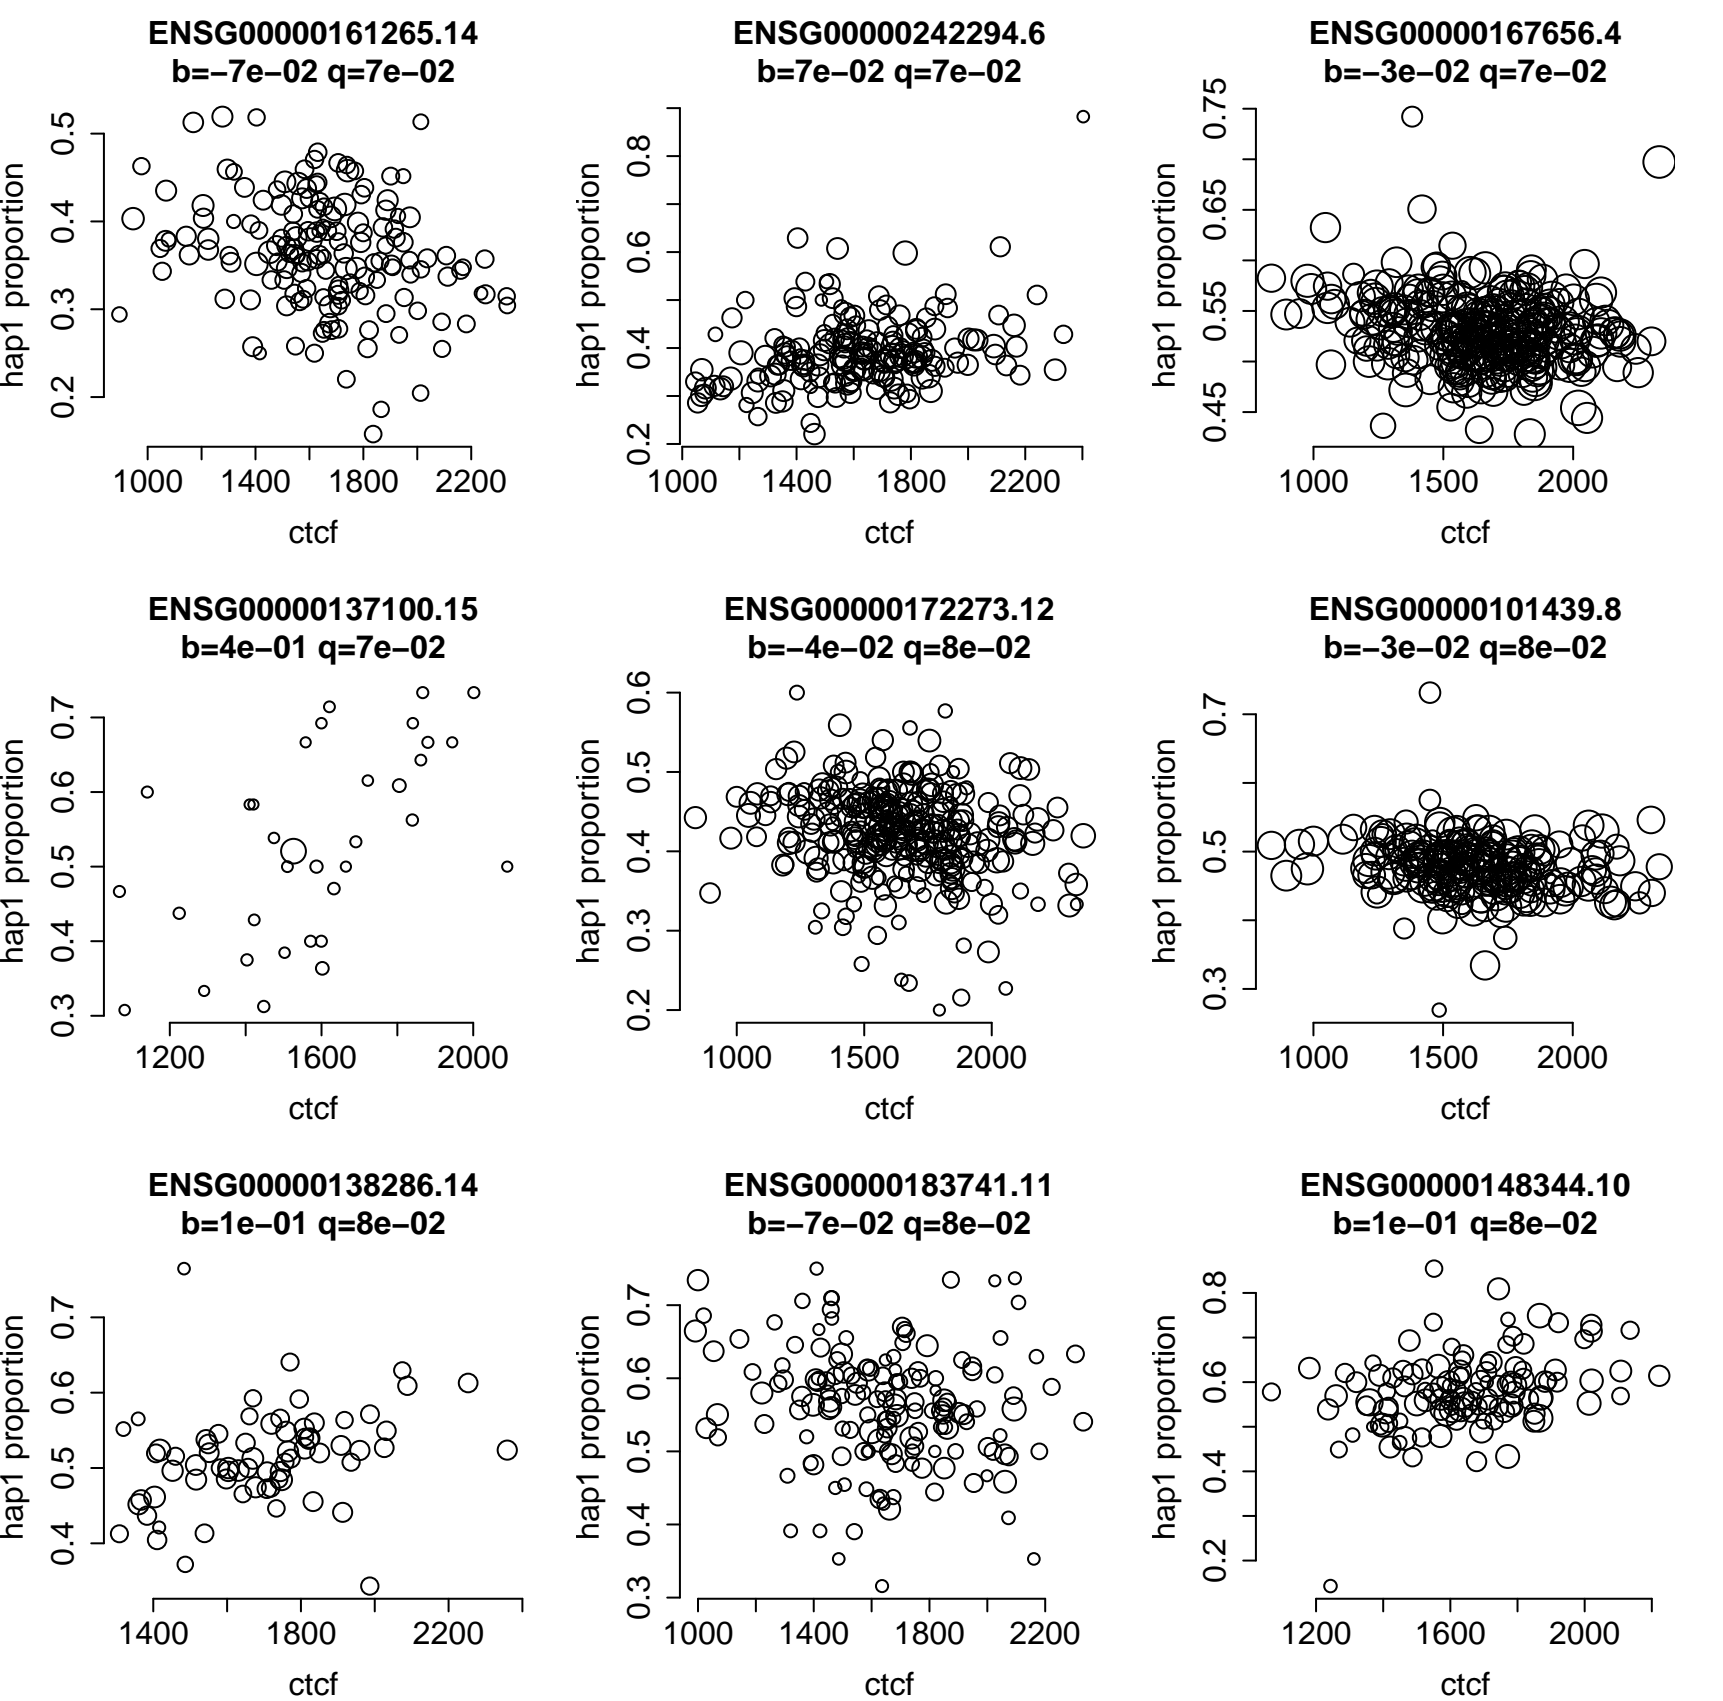 ENSG00000161265.14
b=−7e−02 q=7e−02
hap1 proportion
0.5
0.4
0.3
0.2
1000 1400 1800 2200
ctcf
ENSG00000242294.6
b=7e−02 q=7e−02
hap1 proportion
0.8
0.6
0.4
0.2
1000 1400 1800 2200
ctcf
ENSG00000167656.4
b=−3e−02 q=7e−02
hap1 proportion
0.75
0.65
0.55
0.45
1000 1500 2000
ctcf
ENSG00000137100.15
b=4e−01 q=7e−02
hap1 proportion
0.7
0.6
0.5
0.4
0.3
1200 1600 2000
ctcf
ENSG00000172273.12
b=−4e−02 q=8e−02
hap1 proportion
0.6
0.5
0.4
0.3
0.2
1000 1500 2000
ctcf
ENSG00000101439.8
b=−3e−02 q=8e−02
hap1 proportion
0.7
0.5
0.3
1000 1500 2000
ctcf
ENSG00000138286.14
b=1e−01 q=8e−02
hap1 proportion
0.7
0.6
0.5
0.4
1400 1800 2200
ctcf
ENSG00000183741.11
b=−7e−02 q=8e−02
hap1 proportion
0.7
0.6
0.5
0.4
0.3
1000 1400 1800 2200
ctcf
ENSG00000148344.10
b=1e−01 q=8e−02
hap1 proportion
0.8
0.6
0.4
0.2
1200 1600 2000
ctcf